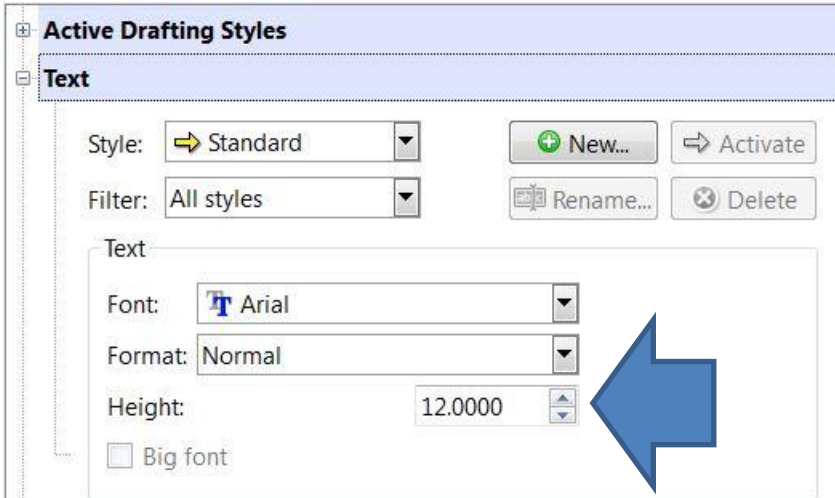 Active Drafting Styles
Text
Style: Standard New... Activate
Filter: All styles Rename... Delete
Text
Font: Arial
Format: Normal
Height: 12.0000
Big font